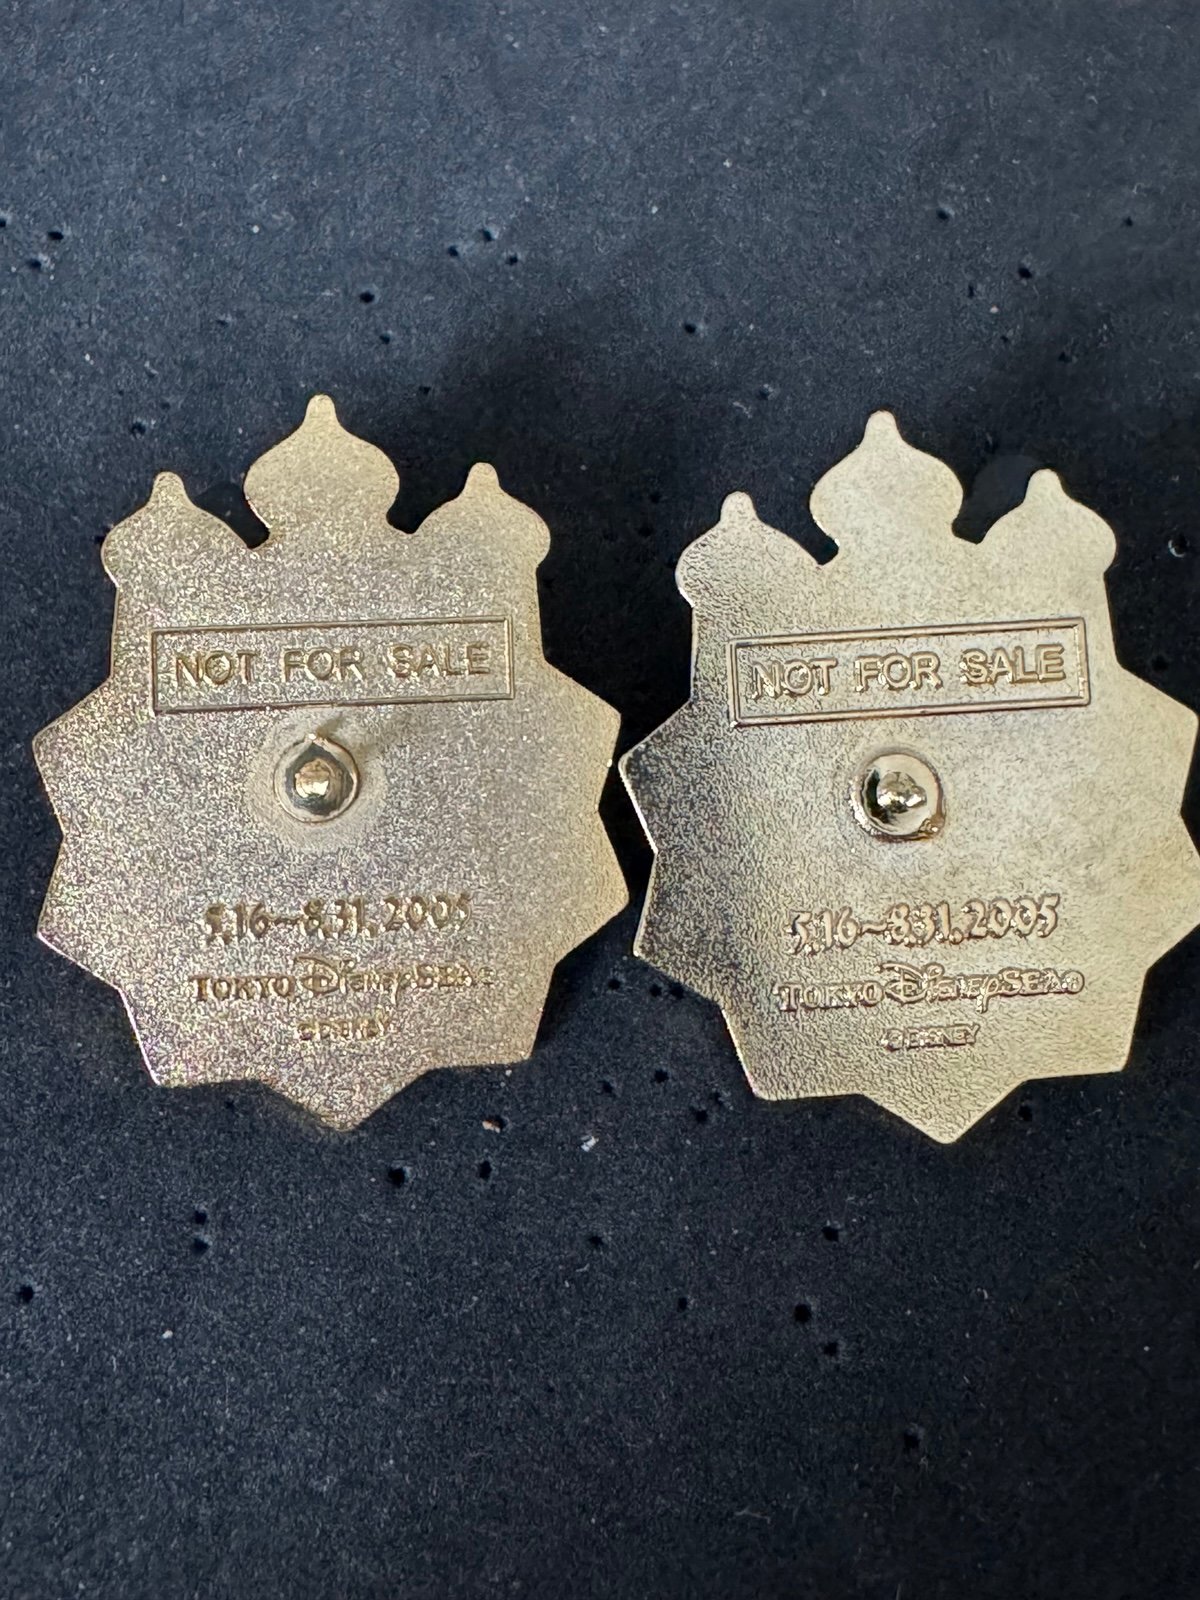 NOT FOR SALE
5.16~8.31.2005
TOKYO DisneySEA®
© DISNEY
NOT FOR SALE
5.16~8.31.2005
TOKYO DisneySEA®
© DISNEY